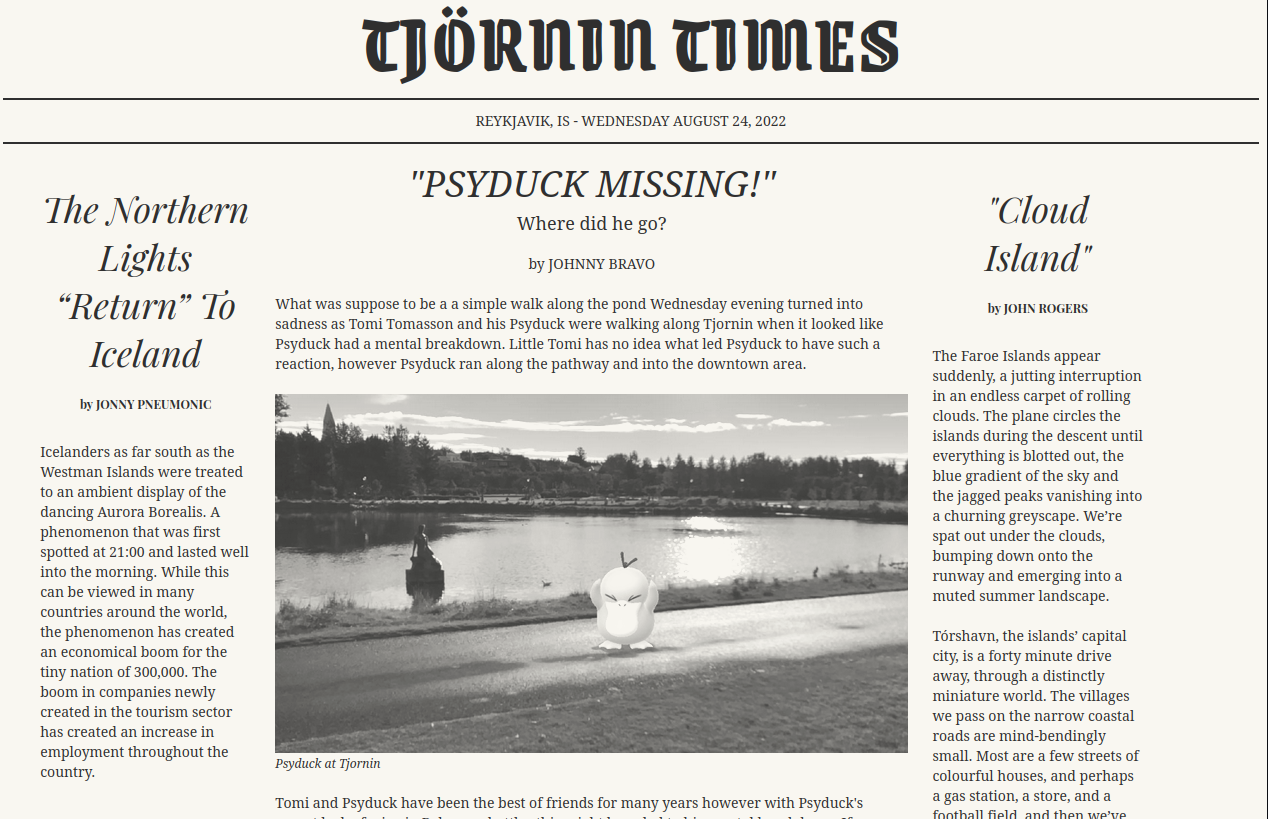 TJÖRNIN TIMES
REYKJAVIK, IS - WEDNESDAY AUGUST 24, 2022
The Northern
Lights
“Return” To
Iceland
by JONNY PNEUMONIC
Icelanders as far south as the
Westman Islands were treated
to an ambient display of the
dancing Aurora Borealis. A
phenomenon that was first
spotted at 21:00 and lasted well
into the morning. While this
can be viewed in many
countries around the world,
the phenomenon has created
an economical boom for the
tiny nation of 300,000. The
boom in companies newly
created in the tourism sector
has created an increase in
employment throughout the
country.
"PSYDUCK MISSING!"
Where did he go?
by JOHNNY BRAVO
What was suppose to be a a simple walk along the pond Wednesday evening turned into
sadness as Tomi Tomasson and his Psyduck were walking along Tjornin when it looked like
Psyduck had a mental breakdown. Little Tomi has no idea what led Psyduck to have such a
reaction, however Psyduck ran along the pathway and into the downtown area.
Psyduck at Tjornin
Tomi and Psyduck have been the best of friends for many years however with Psyduck's
"Cloud
Island"
by JOHN ROGERS
The Faroe Islands appear
suddenly, a jutting interruption
in an endless carpet of rolling
clouds. The plane circles the
islands during the descent until
everything is blotted out, the
blue gradient of the sky and
the jagged peaks vanishing into
a churning greyscape. We’re
spat out under the clouds,
bumping down onto the
runway and emerging into a
muted summer landscape.
Tórshavn, the islands’ capital
city, is a forty minute drive
away, through a distinctly
miniature world. The villages
we pass on the narrow coastal
roads are mind-bendingly
small. Most are a few streets of
colourful houses, and perhaps
a gas station, a store, and a
football field, and then we’ve